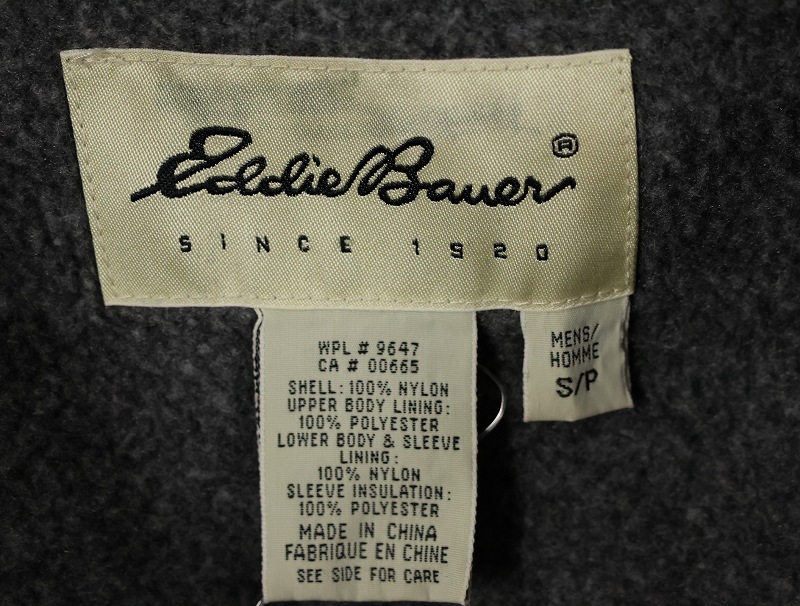 Eddie Bauer ®
SINCE 1920
WPL # 9647
CA # 00665
SHELL: 100% NYLON
UPPER BODY LINING:
100% POLYESTER
LOWER BODY & SLEEVE
LINING:
100% NYLON
SLEEVE INSULATION:
100% POLYESTER
MADE IN CHINA
FABRIQUE EN CHINE
SEE SIDE FOR CARE
MENS/
HOMME
S/P